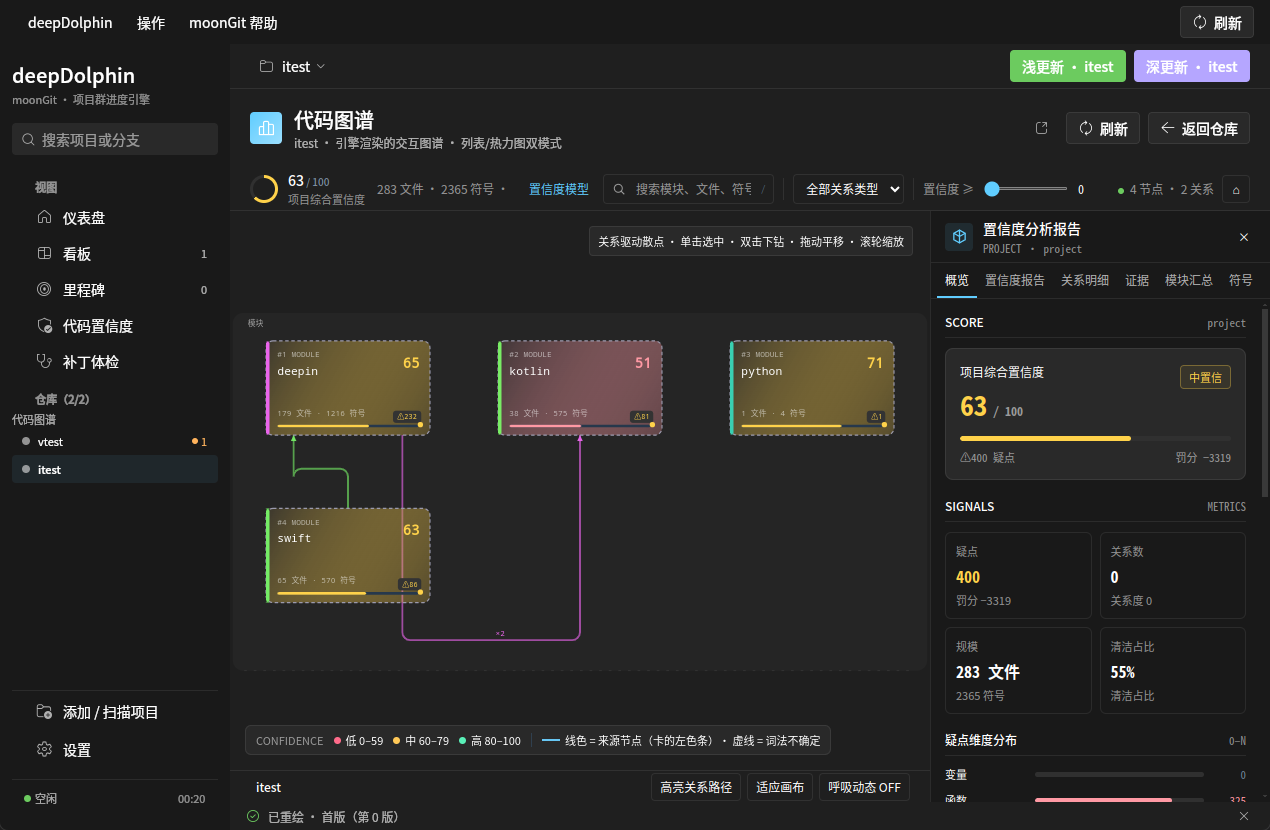 deepDolphin 操作 moonGit 帮助 刷新
deepDolphin
moonGit · 项目群进度引擎
搜索项目或分支
视图
仪表盘
看板 1
里程碑 0
代码置信度
补丁体检
仓库（2/2）
代码图谱
vtest 1
itest
添加 / 扫描项目
设置
空闲 00:20
itest 浅更新 · itest 深更新 · itest
代码图谱
itest · 引擎渲染的交互图谱 · 列表/热力图双模式
刷新 返回仓库
63 / 100
项目综合置信度
283 文件 · 2365 符号 · 置信度模型 搜索模块、文件、符号 / 全部关系类型 置信度 ≥ 0 4 节点 · 2 关系
关系驱动散点 · 单击选中 · 双击下钻 · 拖动平移 · 滚轮缩放
模块
#1 MODULE
deepin 65
179 文件 · 1216 符号 ⚠232
#2 MODULE
kotlin 51
38 文件 · 575 符号 ⚠81
#3 MODULE
python 71
1 文件 · 4 符号 ⚠1
#4 MODULE
swift 63
65 文件 · 570 符号 ⚠86
×2
CONFIDENCE 低 0–59 中 60–79 高 80–100 线色 = 来源节点（卡的左色条）· 虚线 = 词法不确定
itest 高亮关系路径 适应画布 呼吸动态 OFF
已重绘 · 首版（第 0 版）
置信度分析报告
PROJECT · project
概览 置信度报告 关系明细 证据 模块汇总 符号
SCORE project
项目综合置信度 中置信
63 / 100
⚠400 疑点 罚分 −3319
SIGNALS METRICS
疑点
400
罚分 −3319
关系数
0
关系度 0
规模
283 文件
2365 符号
清洁占比
55%
清洁占比
疑点维度分布 0–N
变量 0
函数 325